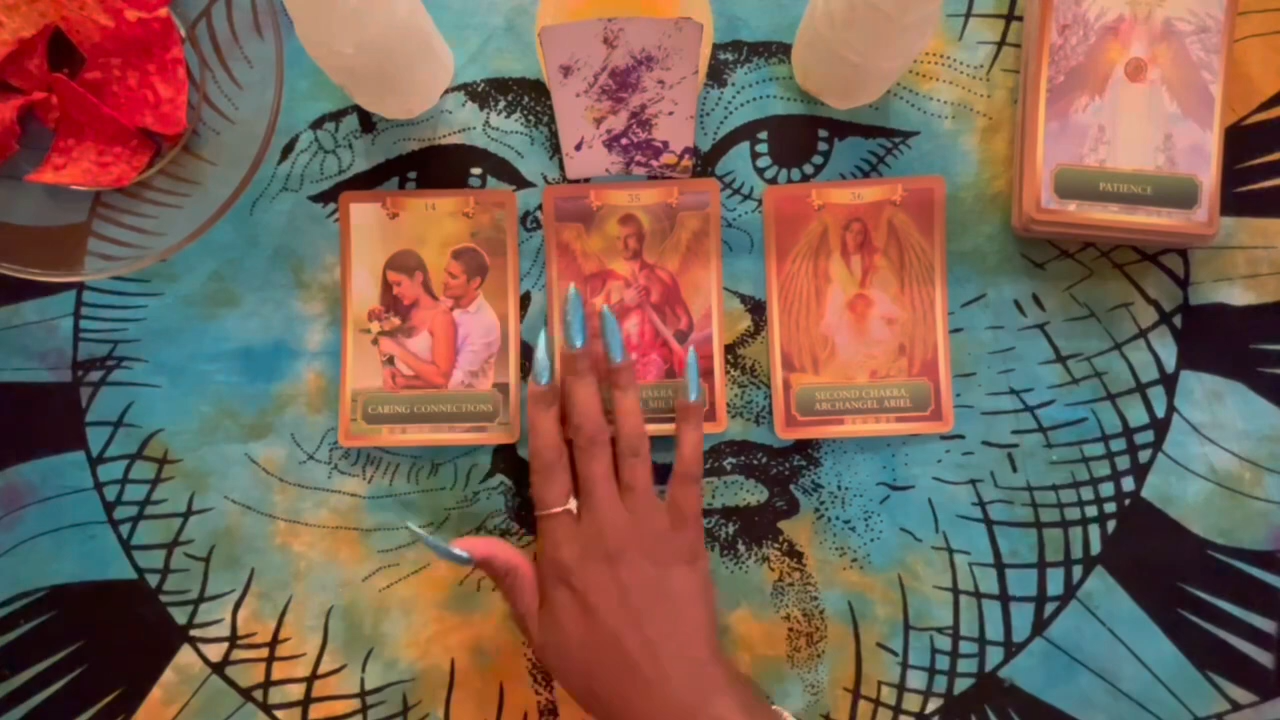 PATIENCE
14
35
36
CARING CONNECTIONS
SECOND CHAKRA,
ARCHANGEL ARIEL